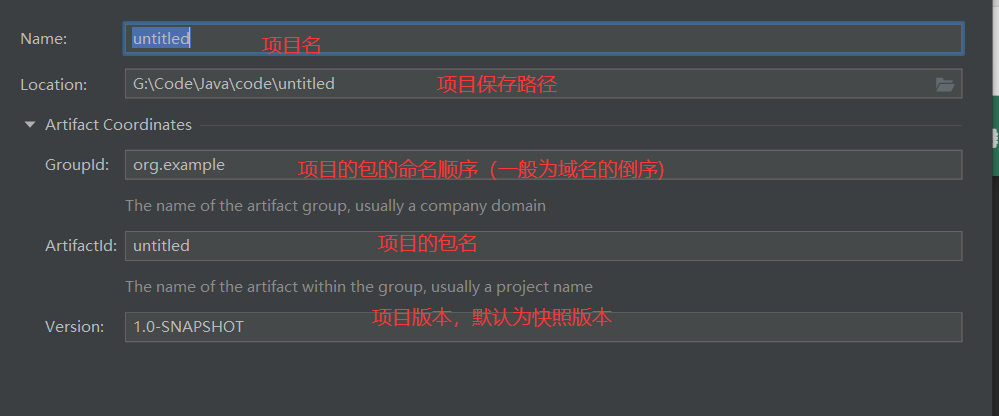 Name: untitled 项目名
Location: G:\Code\Java\code\untitled 项目保存路径
Artifact Coordinates
GroupId: org.example 项目的包的命名顺序（一般为域名的倒序)
The name of the artifact group, usually a company domain
ArtifactId: untitled 项目的包名
The name of the artifact within the group, usually a project name
Version: 1.0-SNAPSHOT 项目版本，默认为快照版本